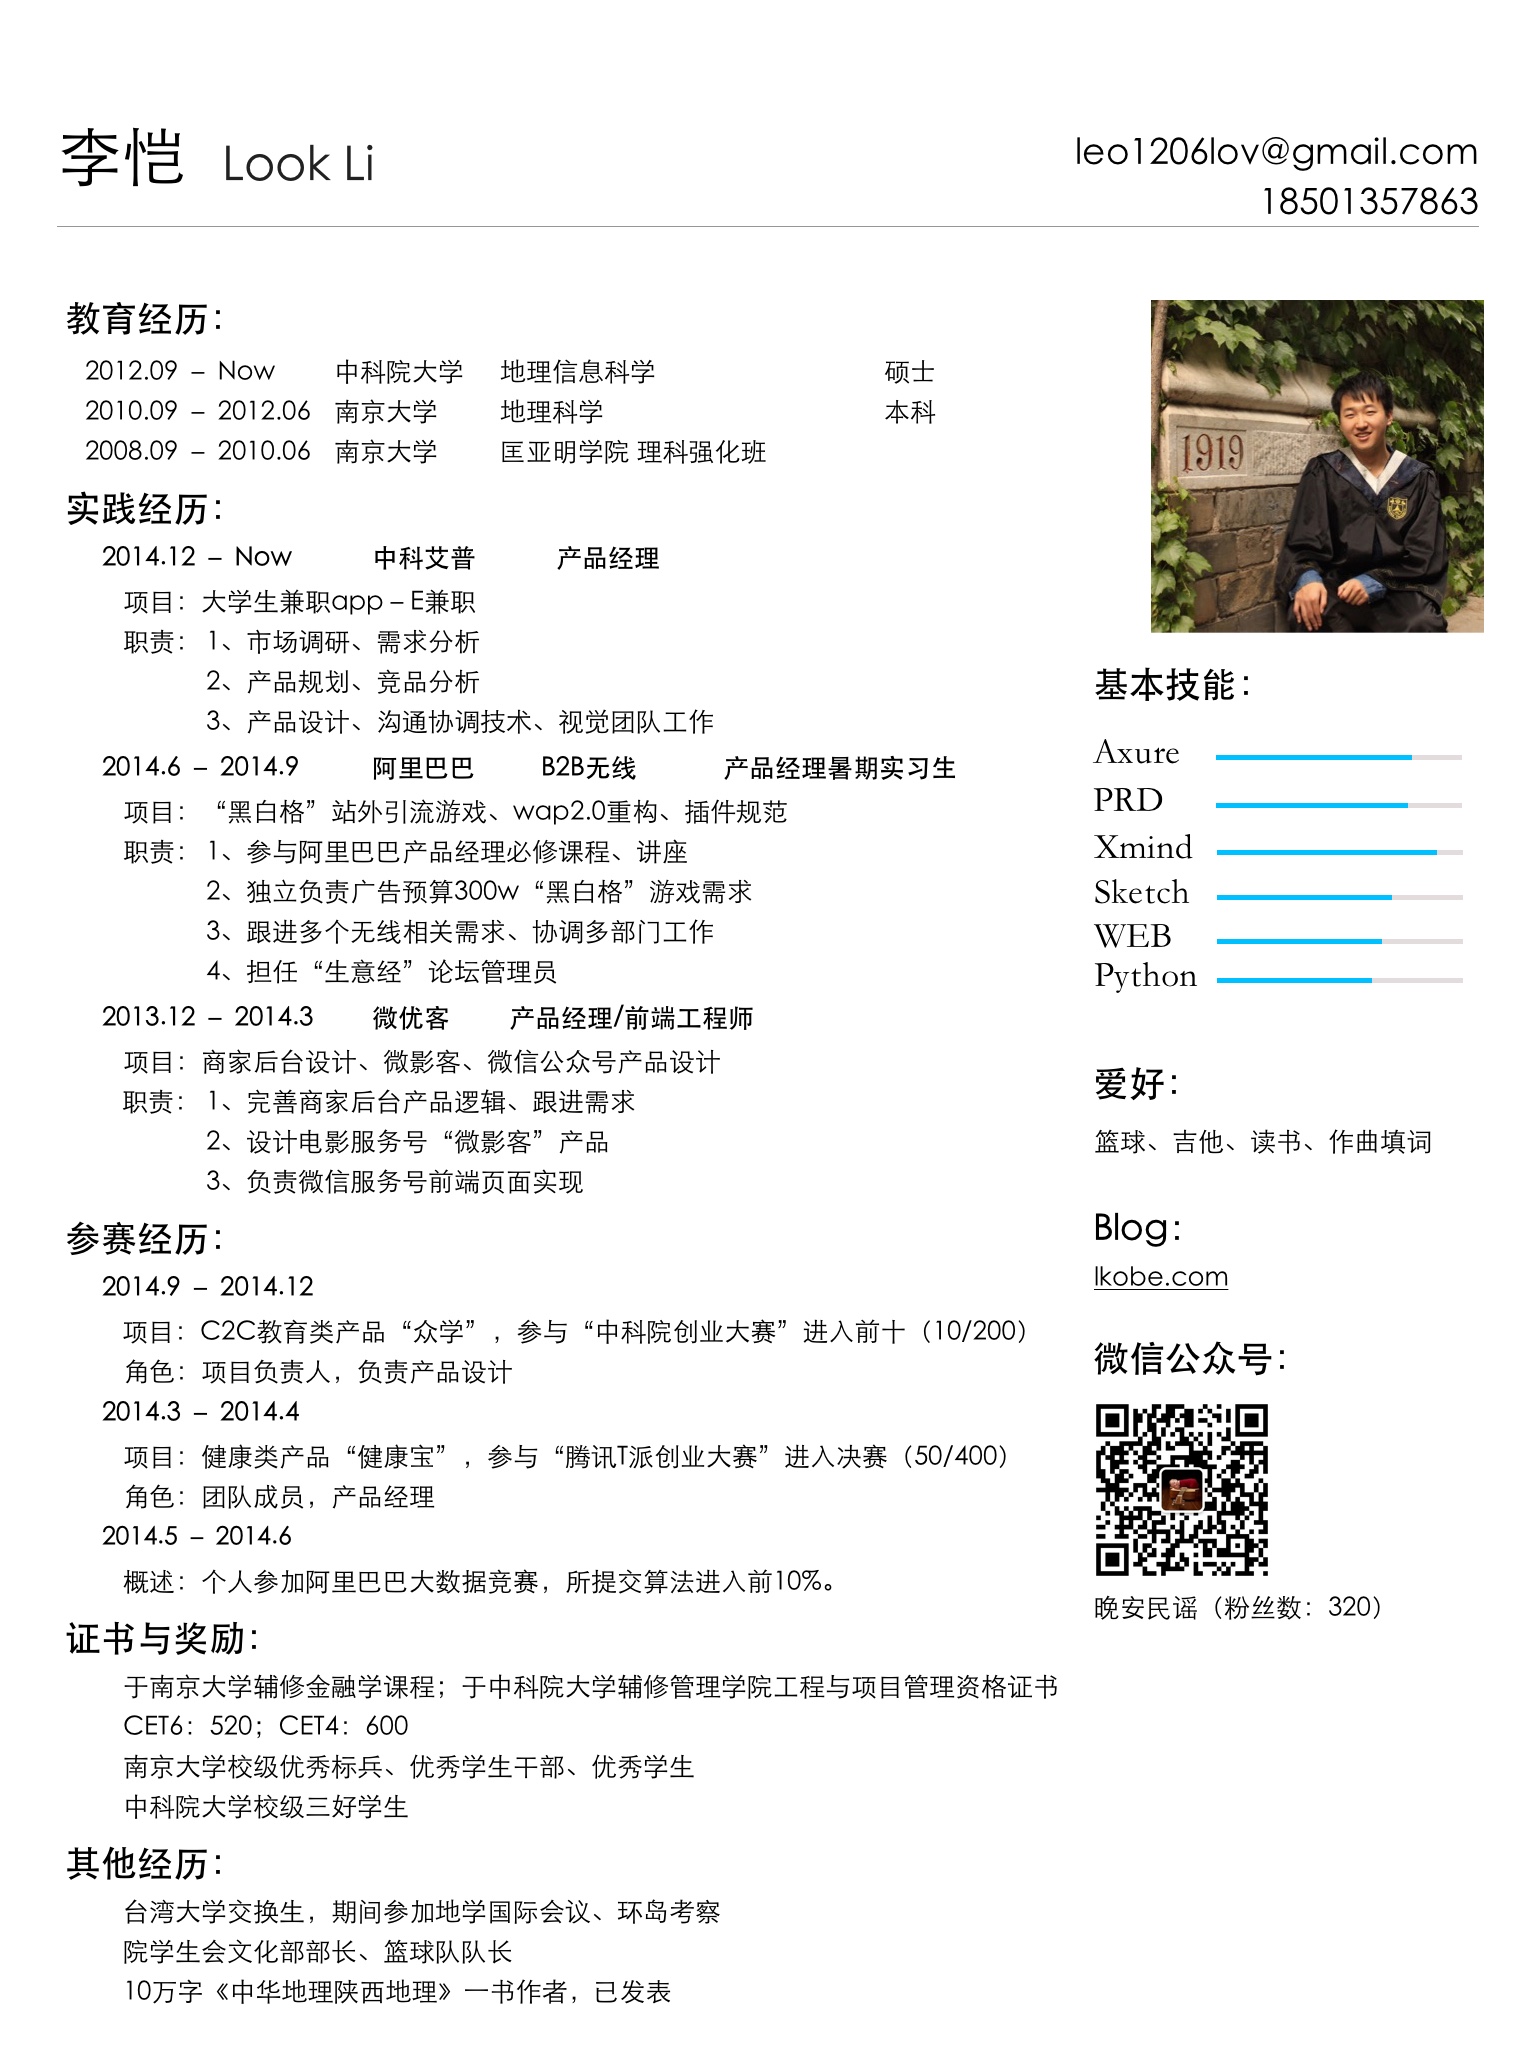 李恺 Look Li
leo1206lov@gmail.com
18501357863
教育经历：
2012.09 – Now 中科院大学 地理信息科学 硕士
2010.09 – 2012.06 南京大学 地理科学 本科
2008.09 – 2010.06 南京大学 匡亚明学院 理科强化班
实践经历：
2014.12 – Now 中科艾普 产品经理
项目：大学生兼职app – E兼职
职责： 1、市场调研、需求分析
2、产品规划、竞品分析
3、产品设计、沟通协调技术、视觉团队工作
2014.6 – 2014.9 阿里巴巴 B2B无线 产品经理暑期实习生
项目：“黑白格”站外引流游戏、wap2.0重构、插件规范
职责： 1、参与阿里巴巴产品经理必修课程、讲座
2、独立负责广告预算300w“黑白格”游戏需求
3、跟进多个无线相关需求、协调多部门工作
4、担任“生意经”论坛管理员
2013.12 – 2014.3 微优客 产品经理/前端工程师
项目：商家后台设计、微影客、微信公众号产品设计
职责： 1、完善商家后台产品逻辑、跟进需求
2、设计电影服务号“微影客”产品
3、负责微信服务号前端页面实现
参赛经历：
2014.9 – 2014.12
项目：C2C教育类产品“众学”，参与“中科院创业大赛”进入前十（10/200）
角色：项目负责人，负责产品设计
2014.3 – 2014.4
项目：健康类产品“健康宝”，参与“腾讯T派创业大赛”进入决赛（50/400）
角色：团队成员，产品经理
2014.5 – 2014.6
概述：个人参加阿里巴巴大数据竞赛，所提交算法进入前10%。
证书与奖励：
于南京大学辅修金融学课程；于中科院大学辅修管理学院工程与项目管理资格证书
CET6：520；CET4：600
南京大学校级优秀标兵、优秀学生干部、优秀学生
中科院大学校级三好学生
其他经历：
台湾大学交换生，期间参加地学国际会议、环岛考察
院学生会文化部部长、篮球队队长
10万字《中华地理陕西地理》一书作者，已发表
1919
基本技能：
Axure
PRD
Xmind
Sketch
WEB
Python
爱好：
篮球、吉他、读书、作曲填词
Blog：
lkobe.com
微信公众号：
晚安民谣（粉丝数：320）